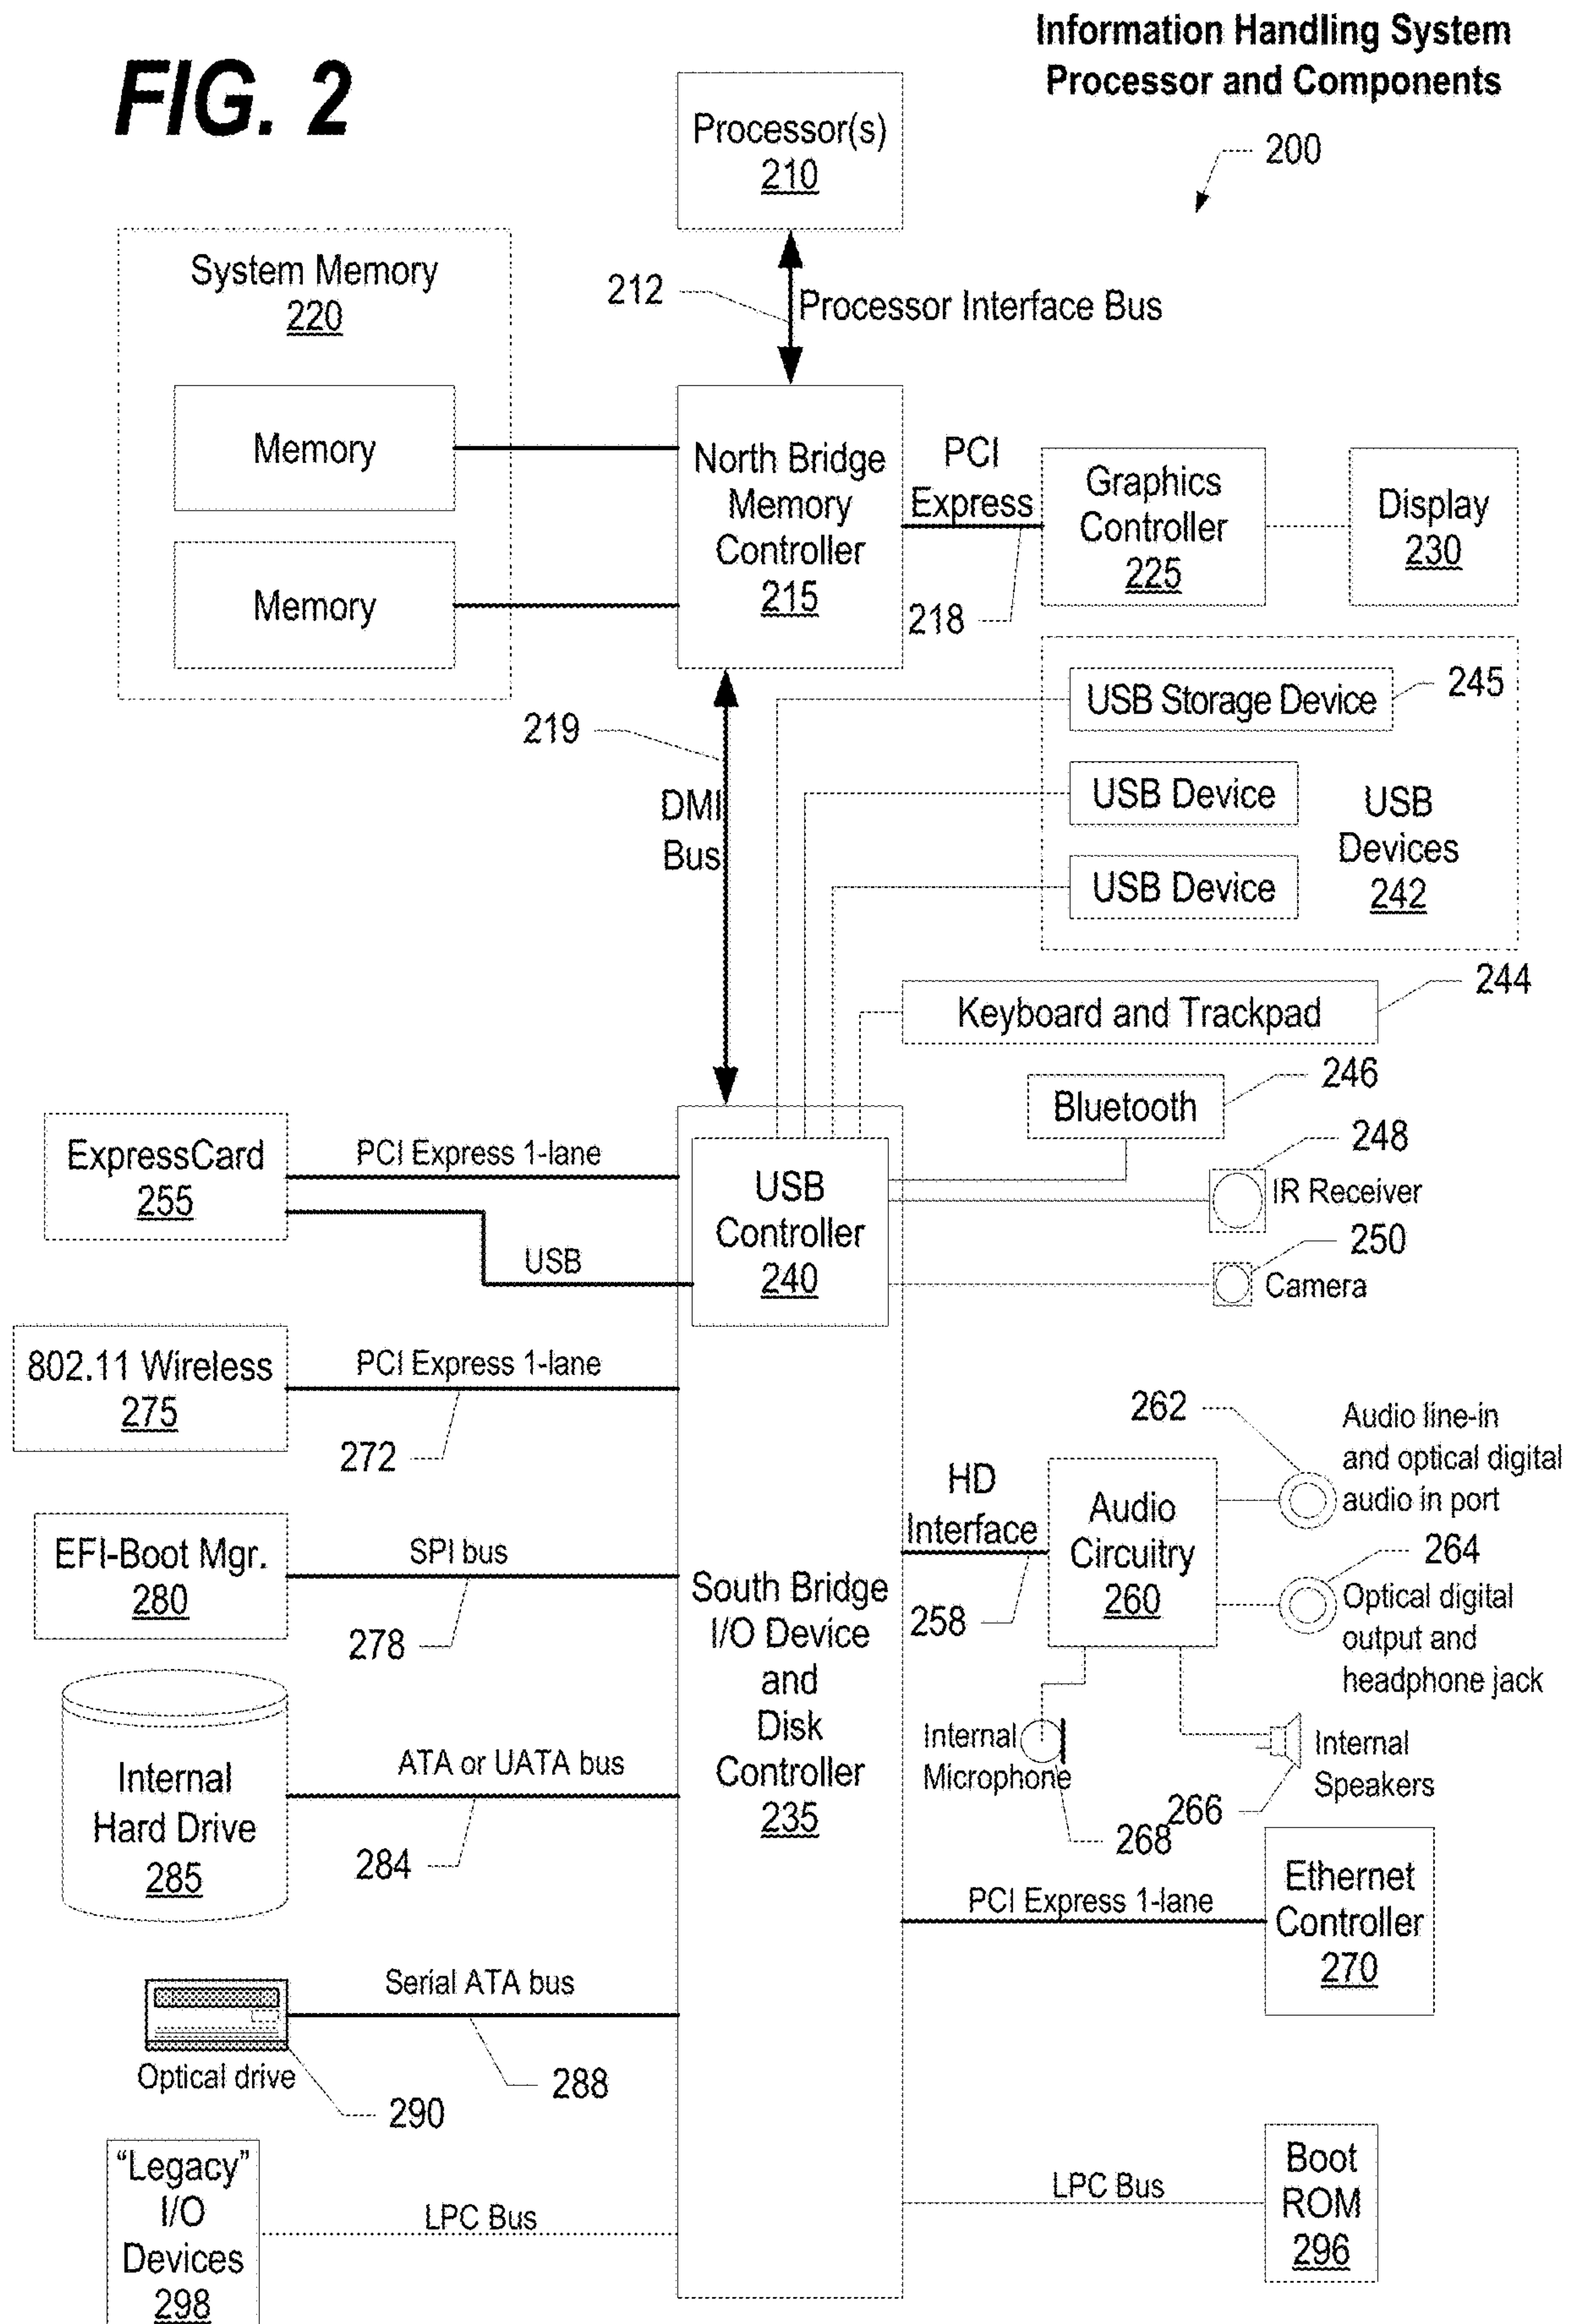 FIG. 2
Information Handling System
Processor and Components
200
Processor(s)
210
212
Processor Interface Bus
System Memory
220
Memory
Memory
North Bridge
Memory
Controller
215
PCI
Express
218
Graphics
Controller
225
Display
230
219
DMI
Bus
USB Storage Device
245
USB Device
USB Device
USB
Devices
242
Keyboard and Trackpad
244
Bluetooth
246
248
IR Receiver
250
Camera
USB
Controller
240
ExpressCard
255
PCI Express 1-lane
USB
802.11 Wireless
275
PCI Express 1-lane
272
EFI-Boot Mgr.
280
SPI bus
278
South Bridge
I/O Device
and
Disk
Controller
235
HD
Interface
258
Audio
Circuitry
260
262
Audio line-in
and optical digital
audio in port
264
Optical digital
output and
headphone jack
Internal
Microphone
268
266
Internal
Speakers
Internal
Hard Drive
285
ATA or UATA bus
284
PCI Express 1-lane
Ethernet
Controller
270
Serial ATA bus
288
Optical drive
290
“Legacy”
I/O
Devices
298
LPC Bus
LPC Bus
Boot
ROM
296